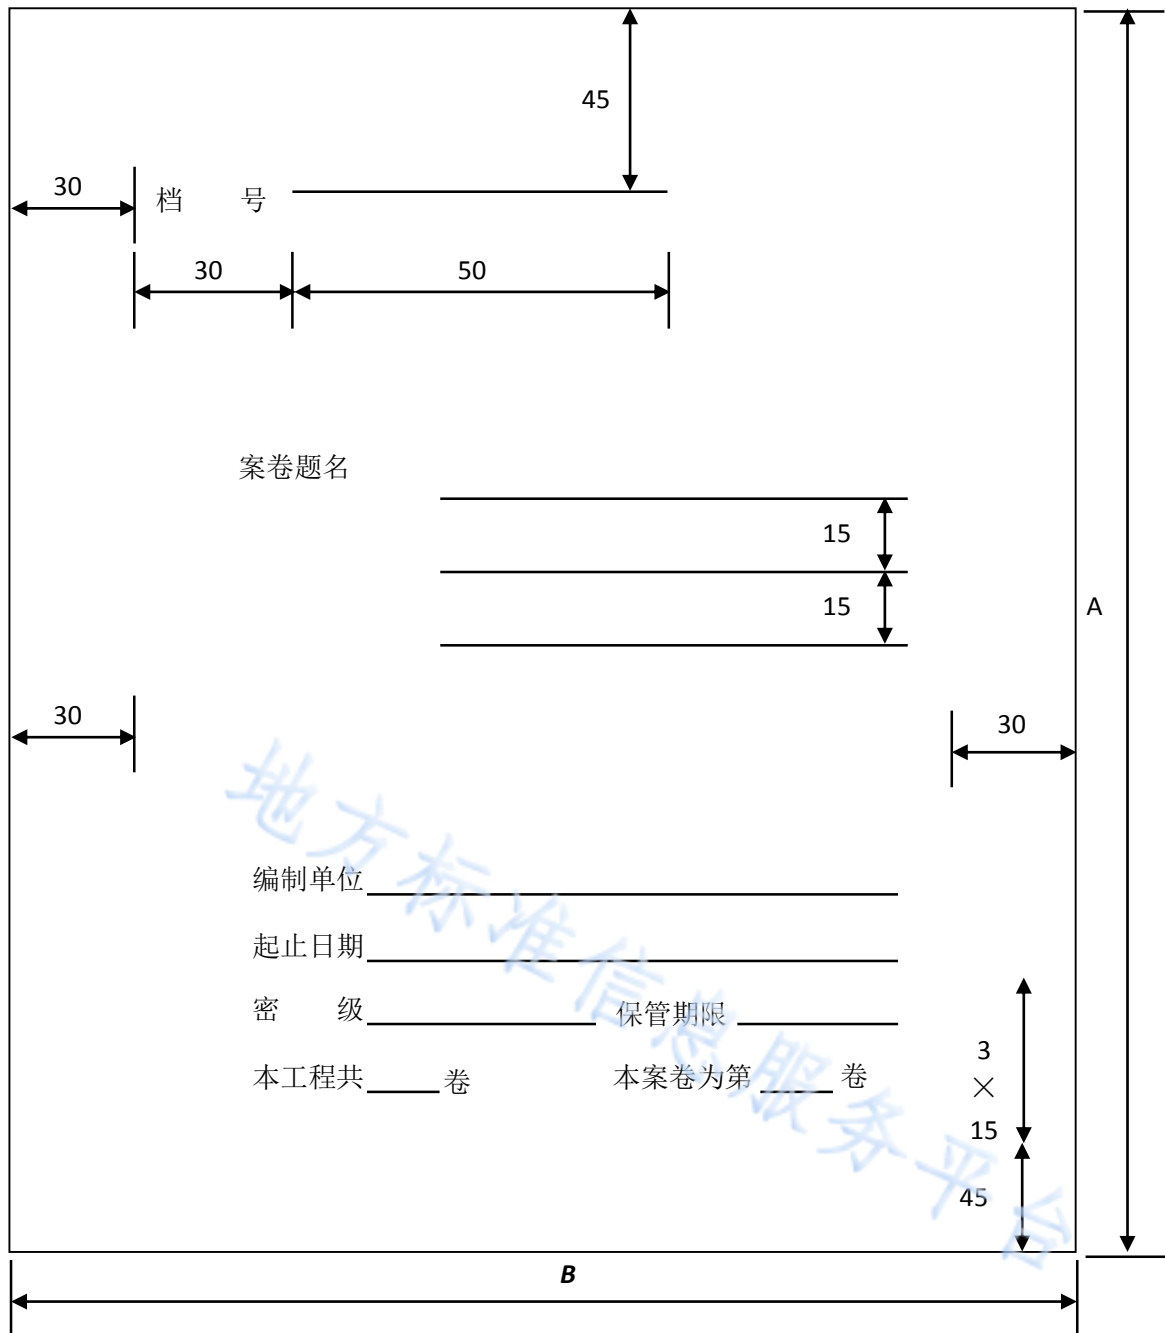 45
30
档 号
30 50
案卷题名
15
15
A
30
30
编制单位
起止日期
密 级 保管期限
本工程共 卷 本案卷为第 卷
3
×
15
45
B
地方标准信息服务平台